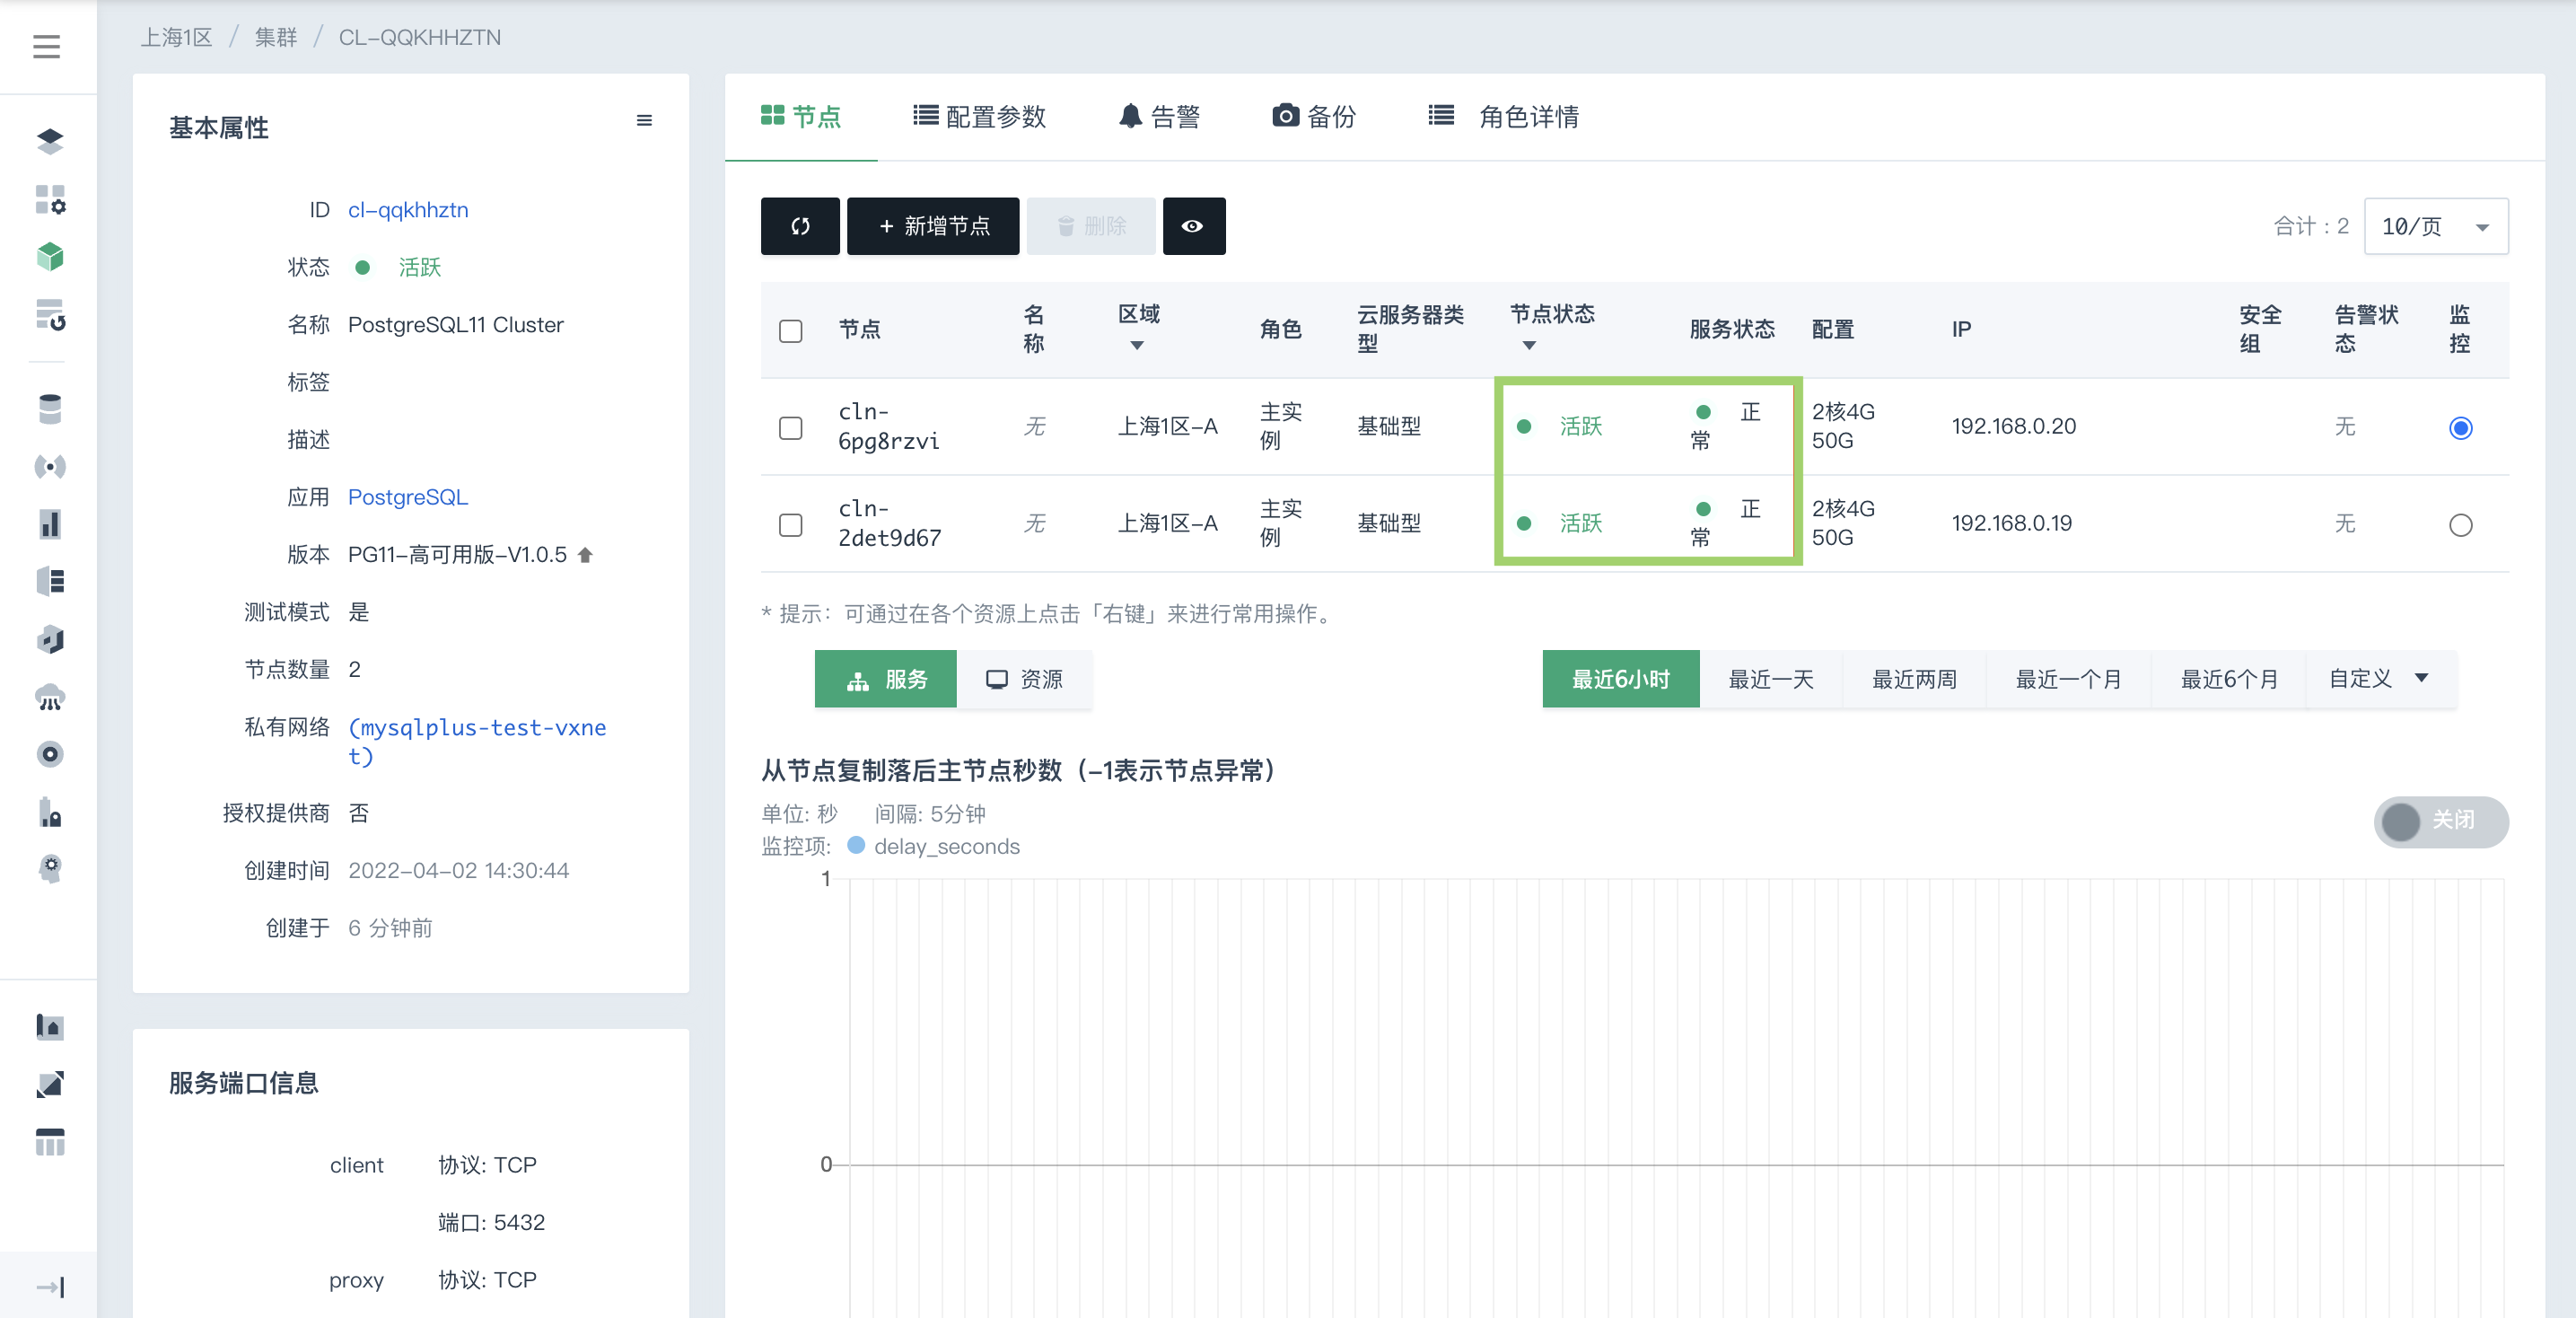 上海1区 / 集群 / CL-QQKHHZTN
基本属性
ID cl-qqkhhztn
状态 活跃
名称 PostgreSQL11 Cluster
标签
描述
应用 PostgreSQL
版本 PG11-高可用版-V1.0.5
测试模式 是
节点数量 2
私有网络 (mysqlplus-test-vxne
t)
授权提供商 否
创建时间 2022-04-02 14:30:44
创建于 6 分钟前
服务端口信息
client 协议: TCP
端口: 5432
proxy 协议: TCP
节点 配置参数 告警 备份 角色详情
+ 新增节点 删除 合计：2 10/页
节点 名称 区域 角色 云服务器类型 节点状态 服务状态 配置 IP 安全组 告警状态 监控
cln-6pg8rzvi 无 上海1区-A 主实例 基础型 活跃 正常 2核4G 50G 192.168.0.20 无
cln-2det9d67 无 上海1区-A 主实例 基础型 活跃 正常 2核4G 50G 192.168.0.19 无
* 提示：可通过在各个资源上点击「右键」来进行常用操作。
服务 资源 最近6小时 最近一天 最近两周 最近一个月 最近6个月 自定义
从节点复制落后主节点秒数（-1表示节点异常）
单位: 秒 间隔: 5分钟
关闭
监控项: delay_seconds
1
0